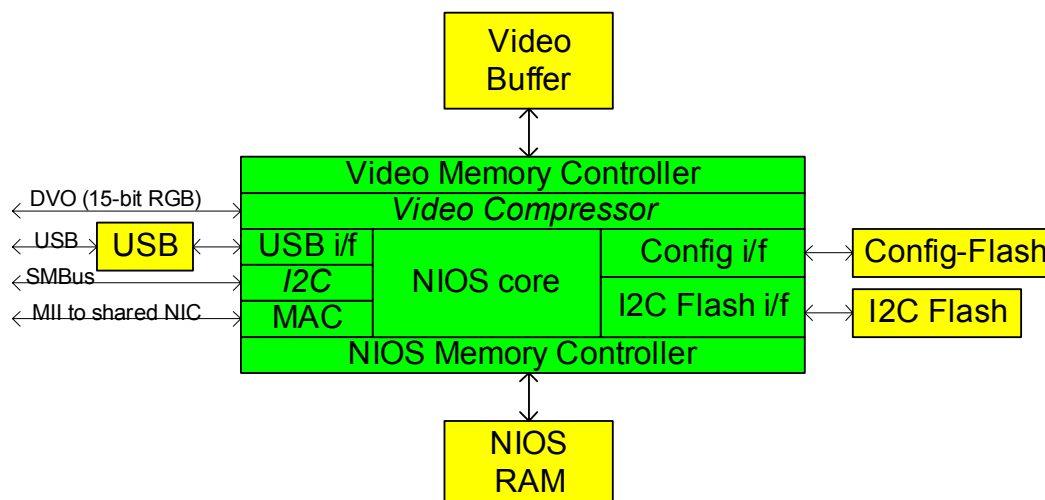 Video
Buffer
Video Memory Controller
DVO (15-bit RGB)
Video Compressor
USB
USB
USB i/f
NIOS core
Config i/f
Config-Flash
SMBus
I2C
I2C Flash i/f
I2C Flash
MII to shared NIC
MAC
NIOS Memory Controller
NIOS
RAM